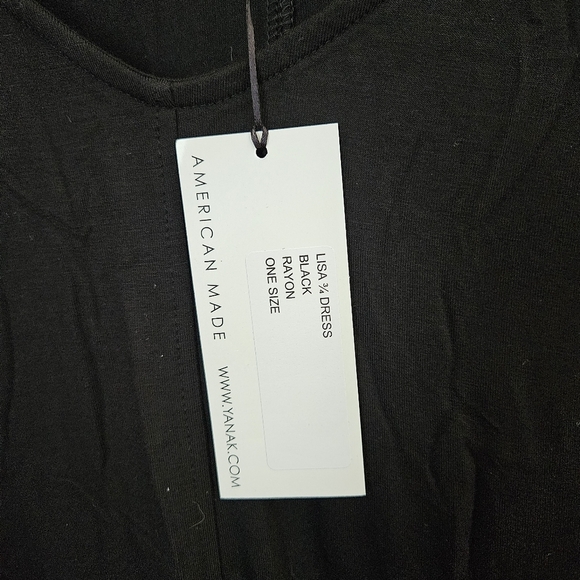 AMERICAN MADE WWW.YANAK.COM
LISA ¾ DRESS
BLACK
RAYON
ONE SIZE